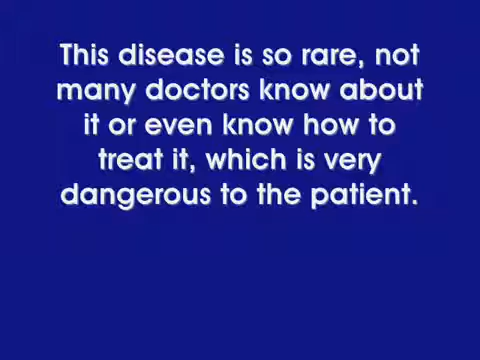 This disease is so rare, not
many doctors know about
it or even know how to
treat it, which is very
dangerous to the patient.